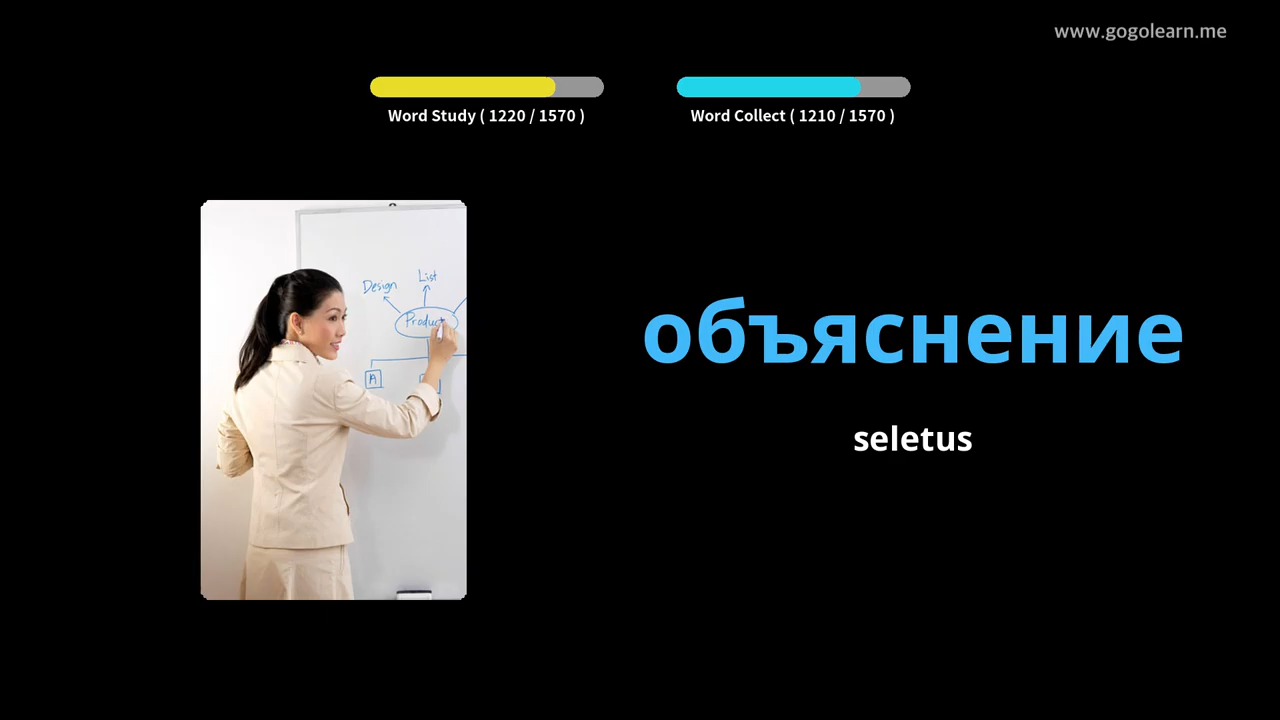 www.gogolearn.me
Word Study ( 1220 / 1570 )
Word Collect ( 1210 / 1570 )
Design
List
Product
A
объяснение
seletus